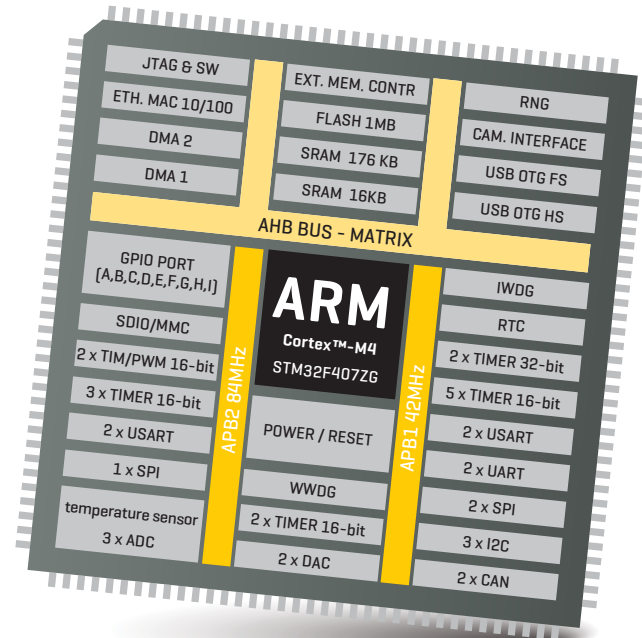 JTAG & SW
ETH. MAC 10/100
DMA 2
DMA 1
EXT. MEM. CONTR
FLASH 1MB
SRAM 176 KB
SRAM 16KB
RNG
CAM. INTERFACE
USB OTG FS
USB OTG HS
AHB BUS - MATRIX
GPIO PORT
(A,B,C,D,E,F,G,H,I)
SDIO/MMC
2 x TIM/PWM 16-bit
3 x TIMER 16-bit
2 x USART
1 x SPI
temperature sensor
3 x ADC
APB2 84MHz
ARM
Cortex™-M4
STM32F407ZG
POWER / RESET
WWDG
2 x TIMER 16-bit
2 x DAC
APB1 42MHz
IWDG
RTC
2 x TIMER 32-bit
5 x TIMER 16-bit
2 x USART
2 x UART
2 x SPI
3 x I2C
2 x CAN